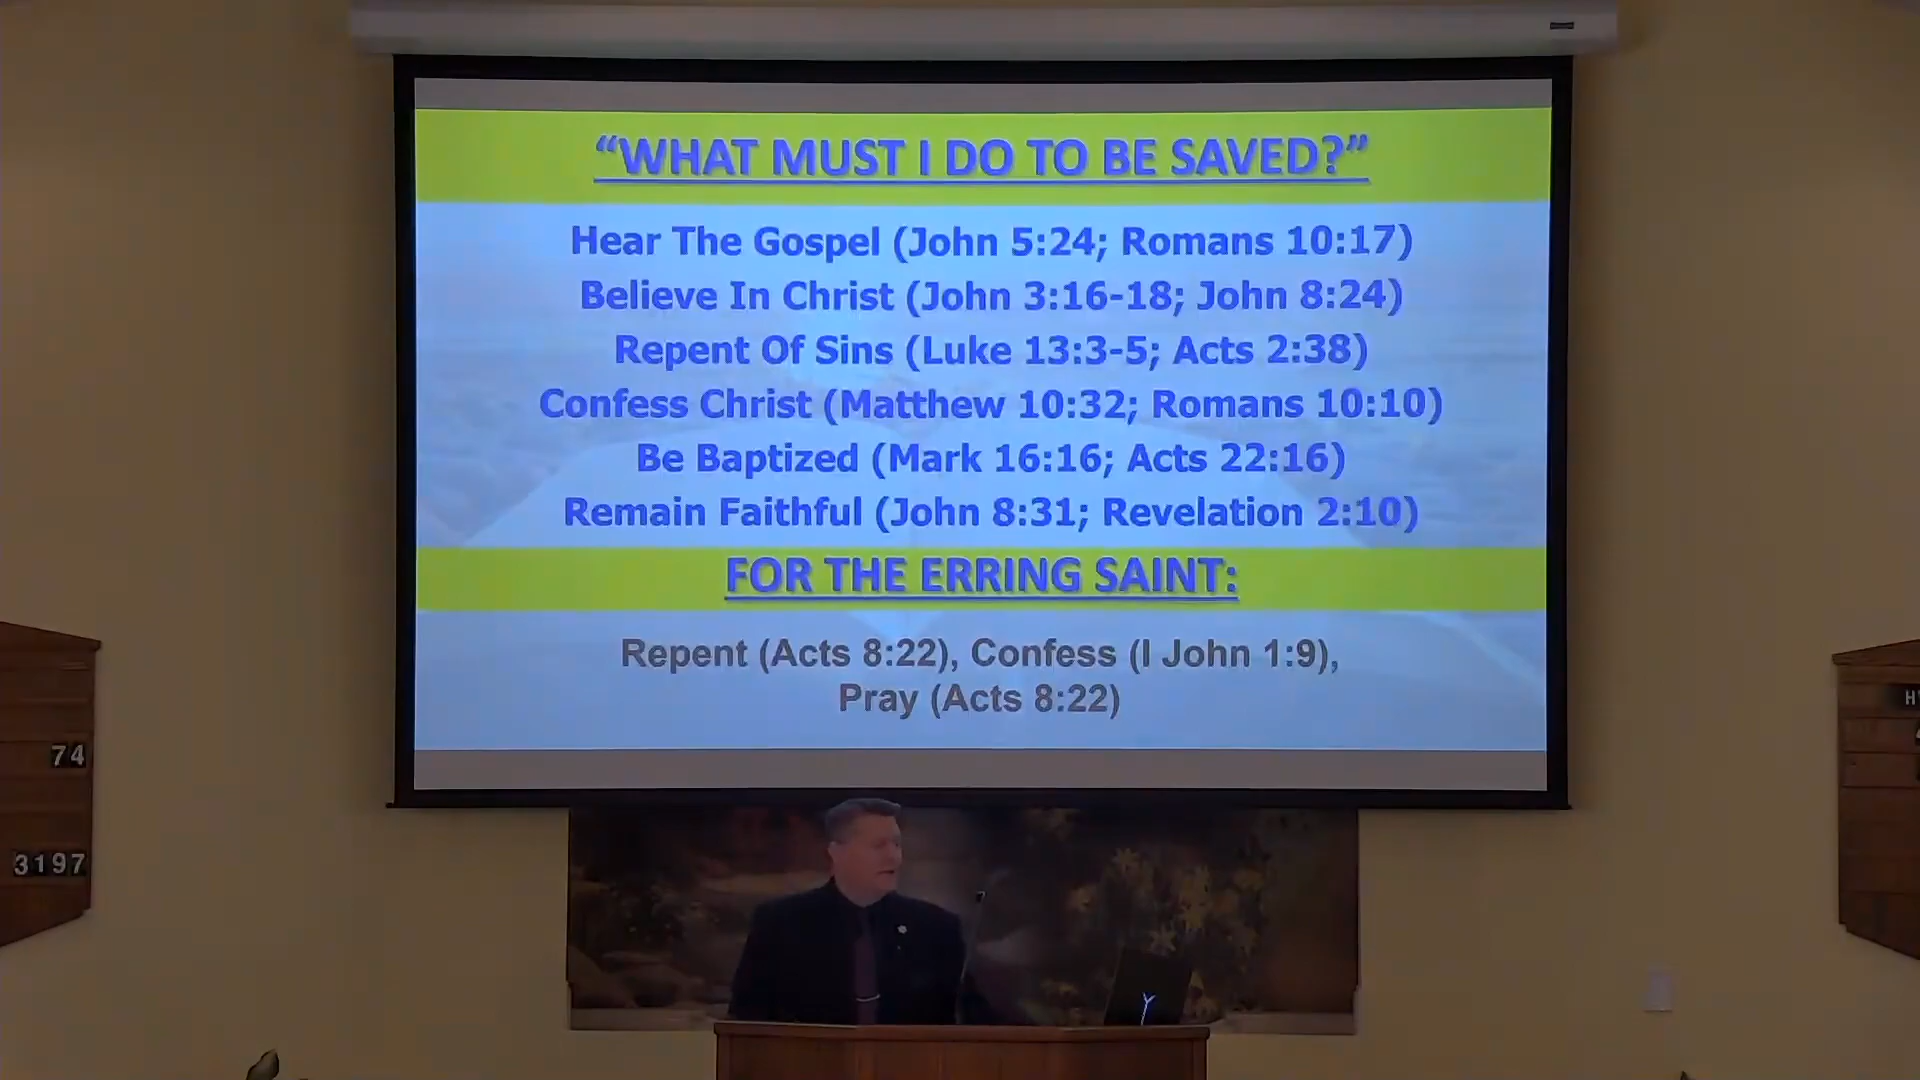 “WHAT MUST I DO TO BE SAVED?”
Hear The Gospel (John 5:24; Romans 10:17)
Believe In Christ (John 3:16-18; John 8:24)
Repent Of Sins (Luke 13:3-5; Acts 2:38)
Confess Christ (Matthew 10:32; Romans 10:10)
Be Baptized (Mark 16:16; Acts 22:16)
Remain Faithful (John 8:31; Revelation 2:10)
FOR THE ERRING SAINT:
Repent (Acts 8:22), Confess (I John 1:9),
Pray (Acts 8:22)
74
3197